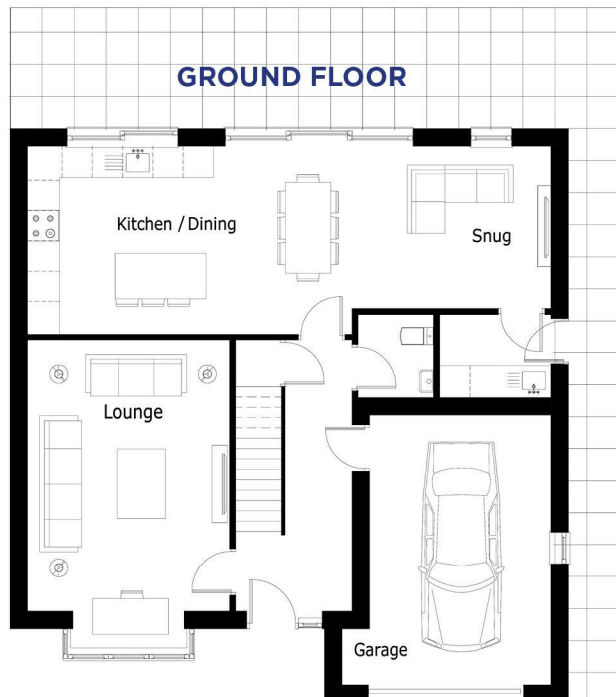 GROUND FLOOR
Kitchen / Dining
Snug
Lounge
Garage